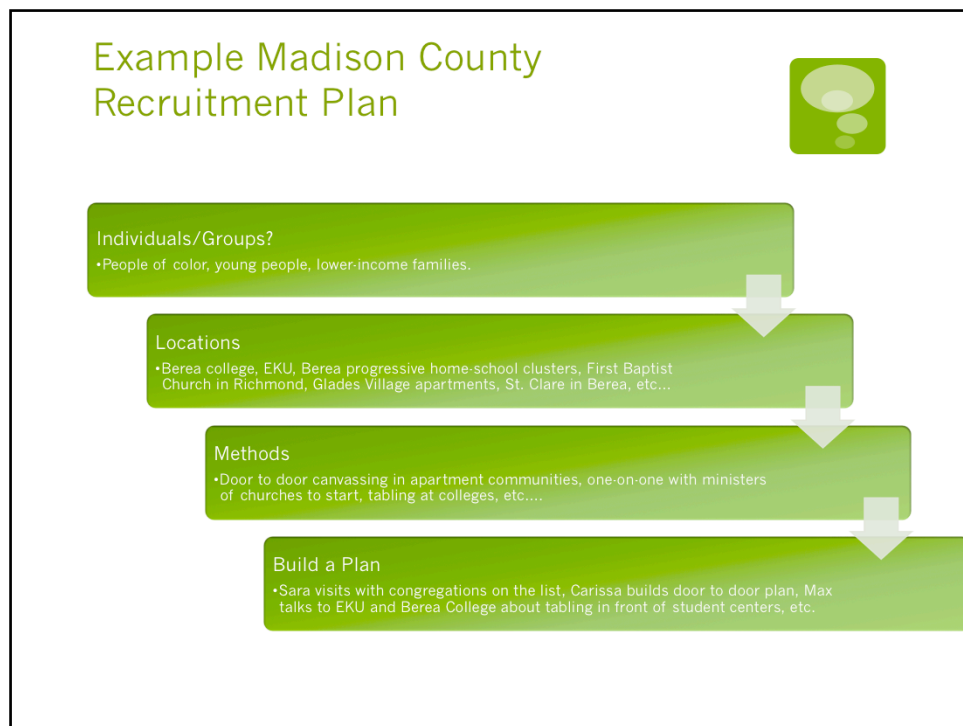 Example Madison County
Recruitment Plan
Individuals/Groups?
•People of color, young people, lower-income families.
Locations
•Berea college, EKU, Berea progressive home-school clusters, First Baptist
Church in Richmond, Glades Village apartments, St. Clare in Berea, etc...
Methods
•Door to door canvassing in apartment communities, one-on-one with ministers
of churches to start, tabling at colleges, etc....
Build a Plan
•Sara visits with congregations on the list, Carissa builds door to door plan, Max
talks to EKU and Berea College about tabling in front of student centers, etc.